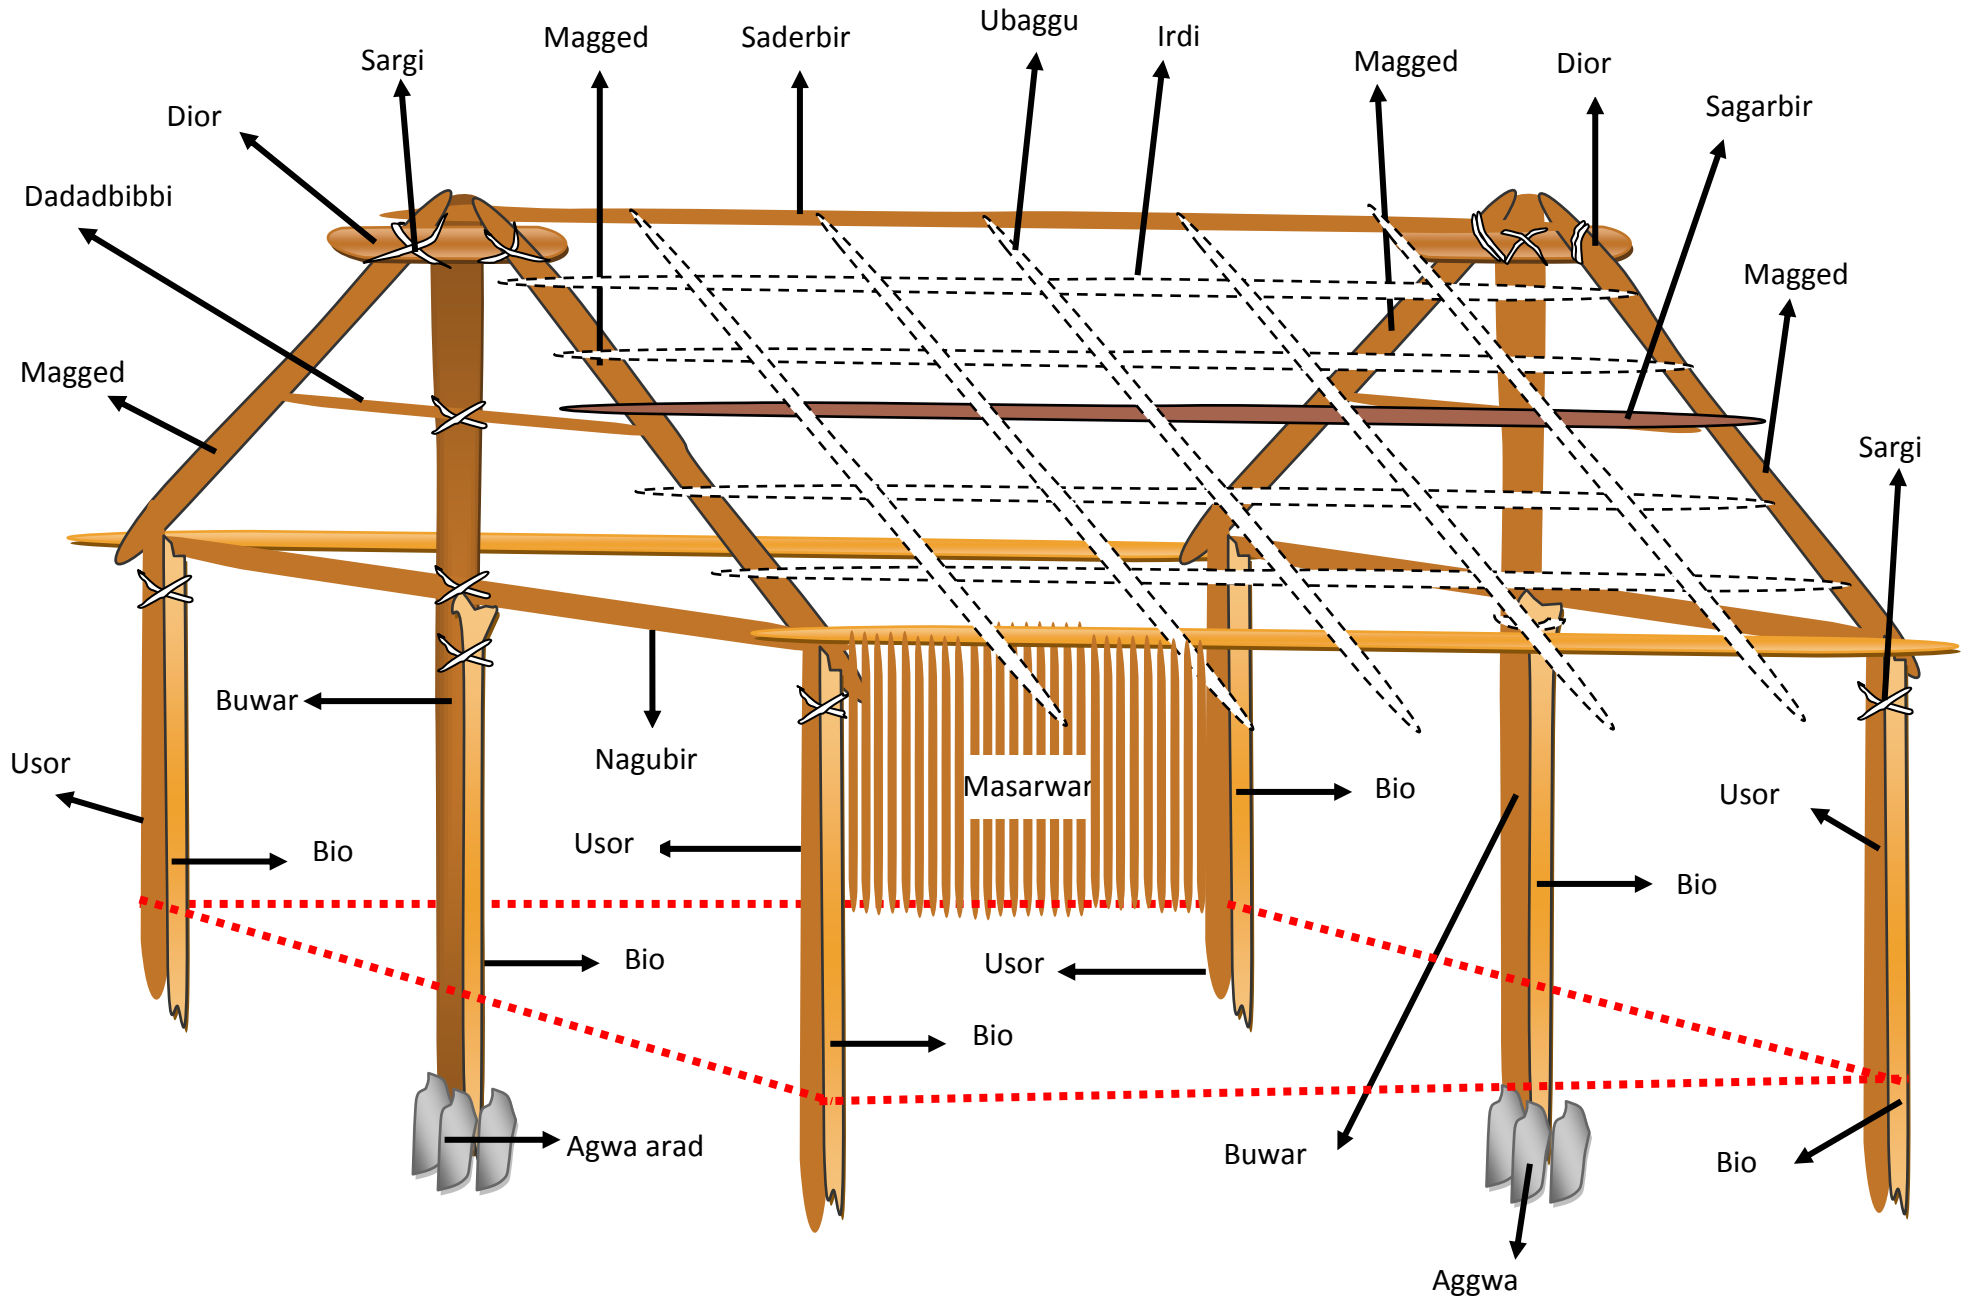 Ubaggu
Irdi
Magged
Saderbir
Sargi
Magged
Dior
Sagarbir
Dior
Dadadbibbi
Magged
Magged
Sargi
Buwar
Nagubir
Usor
Masarwar
Bio
Usor
Usor
Bio
Bio
Bio
Usor
Bio
Agwa arad
Buwar
Bio
Aggwa